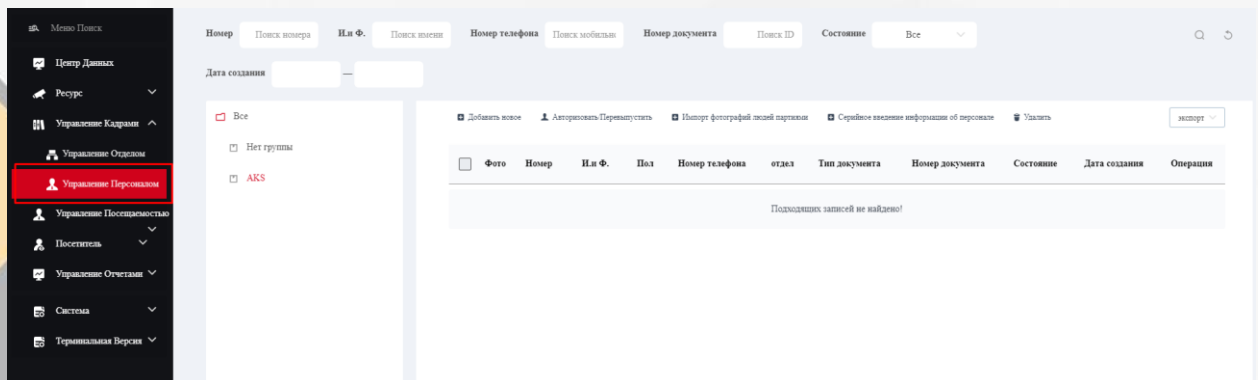 Меню Поиск
Центр Данных
Ресурс
Управление Кадрами
Управление Отделом
Управление Персоналом
Управление Посещаемостью
Посетитель
Управление Отчетами
Система
Терминальная Версия
Номер Поиск номера И.и Ф. Поиск имени Номер телефона Поиск мобильн Номер документа Поиск ID Состояние Все
Дата создания —
Все
Нет группы
AKS
Добавить новое Авторизовать/Перевыпустить Импорт фотографий людей партиями Серийное введение информации об персонале Удалить экспорт
Фото Номер И.и Ф. Пол Номер телефона отдел Тип документа Номер документа Состояние Дата создания Операция
Подходящих записей не найдено!